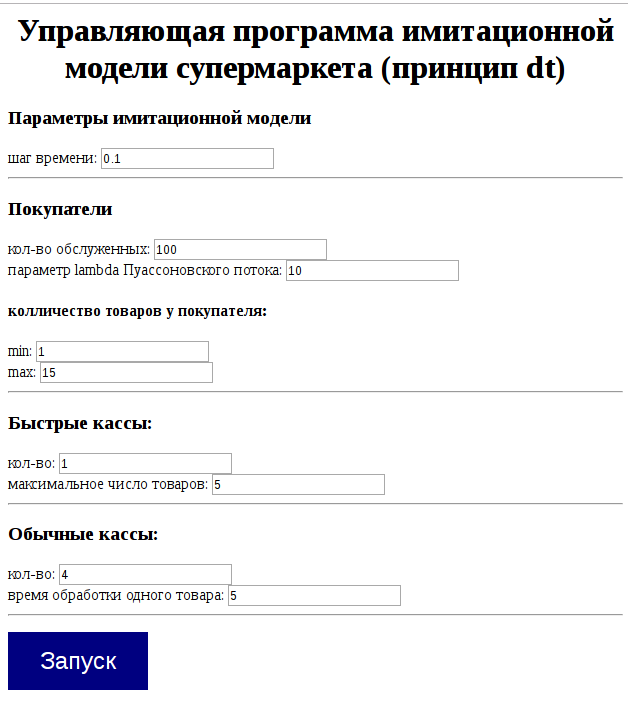 Управляющая программа имитационной
модели супермаркета (принцип dt)
Параметры имитационной модели
шаг времени: 0.1
Покупатели
кол-во обслуженных: 100
параметр lambda Пуассоновского потока: 10
колличество товаров у покупателя:
min: 1
max: 15
Быстрые кассы:
кол-во: 1
максимальное число товаров: 5
Обычные кассы:
кол-во: 4
время обработки одного товара: 5
Запуск